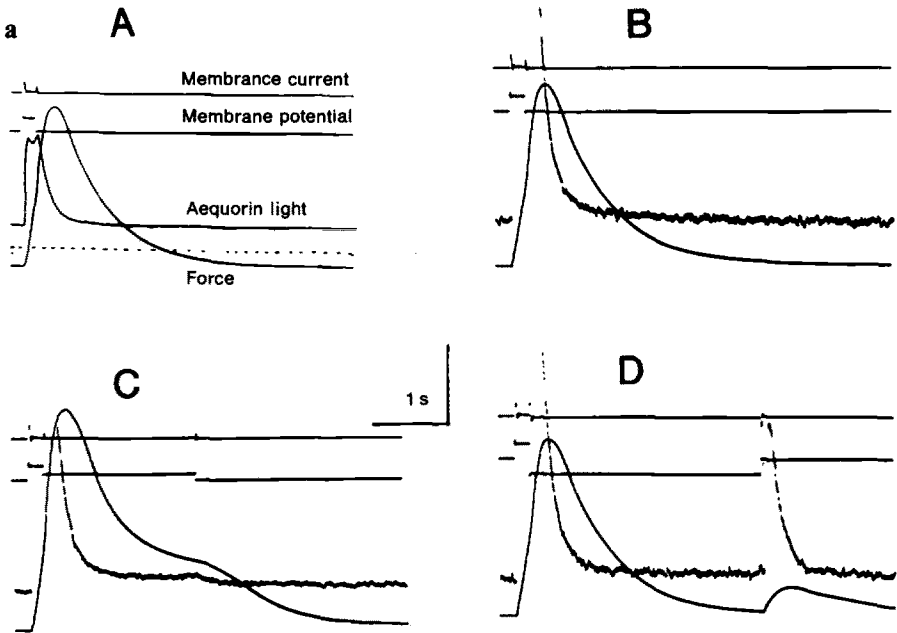 a
A
B
Membrance current
Membrane potential
Aequorin light
Force
C
1 s
D